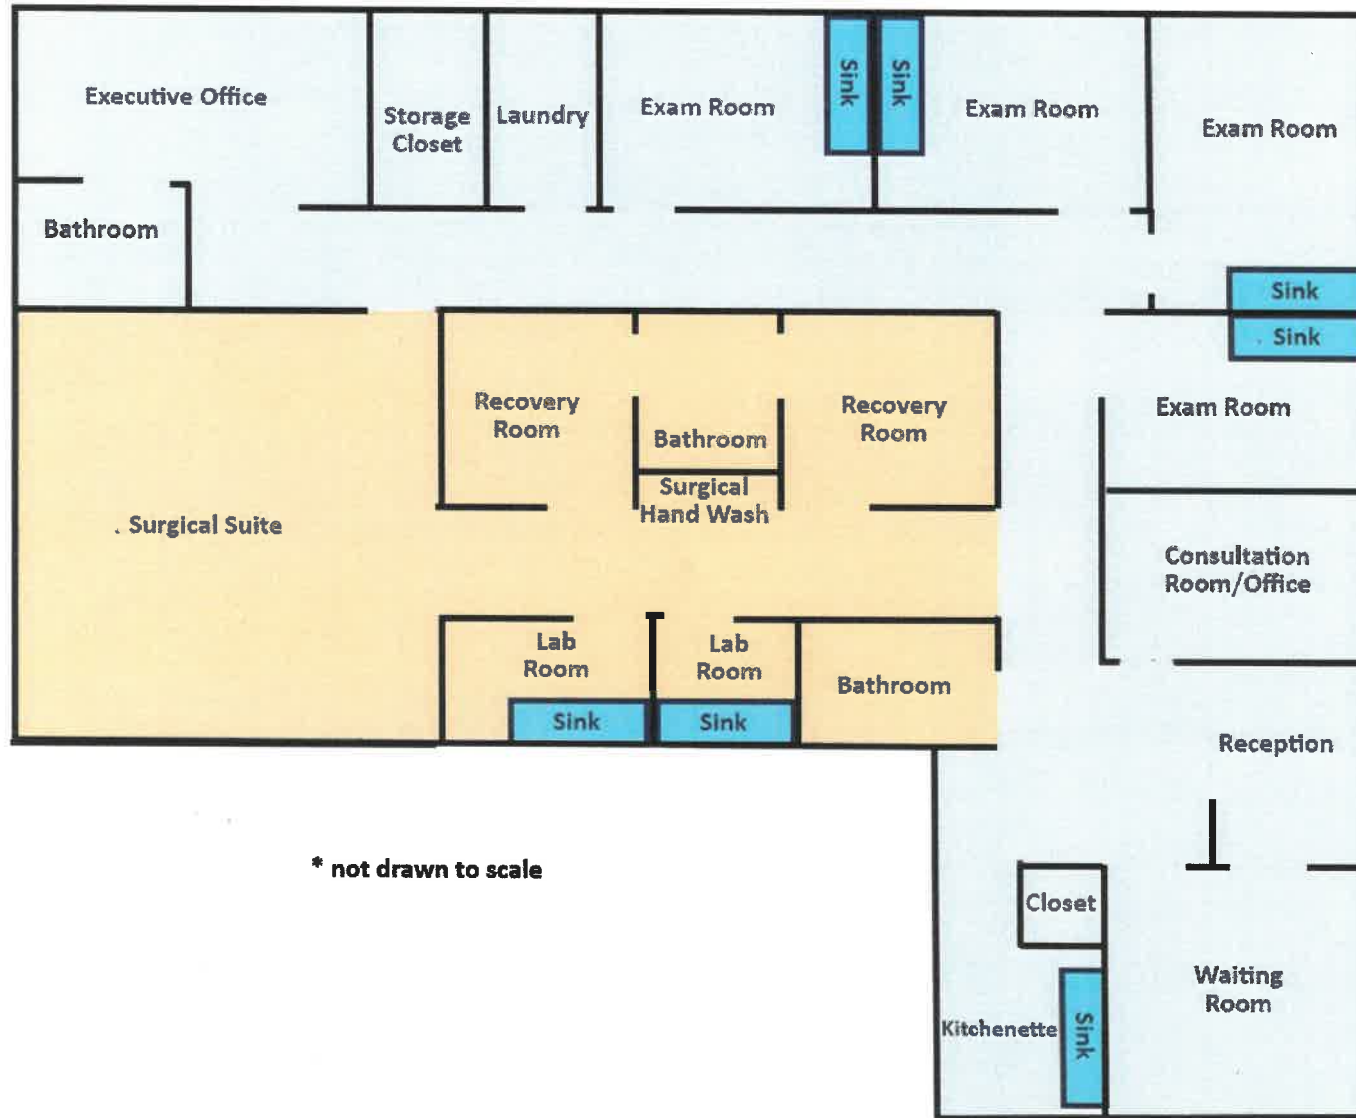 Executive Office
Storage
Closet
Laundry
Exam Room
Sink
Sink
Exam Room
Exam Room
Bathroom
Sink
Sink
Recovery
Room
Bathroom
Recovery
Room
Exam Room
Surgical
Hand Wash
. Surgical Suite
Consultation
Room/Office
Lab
Room
Lab
Room
Bathroom
Sink
Sink
Reception
* not drawn to scale
Closet
Waiting
Room
Kitchenette
Sink